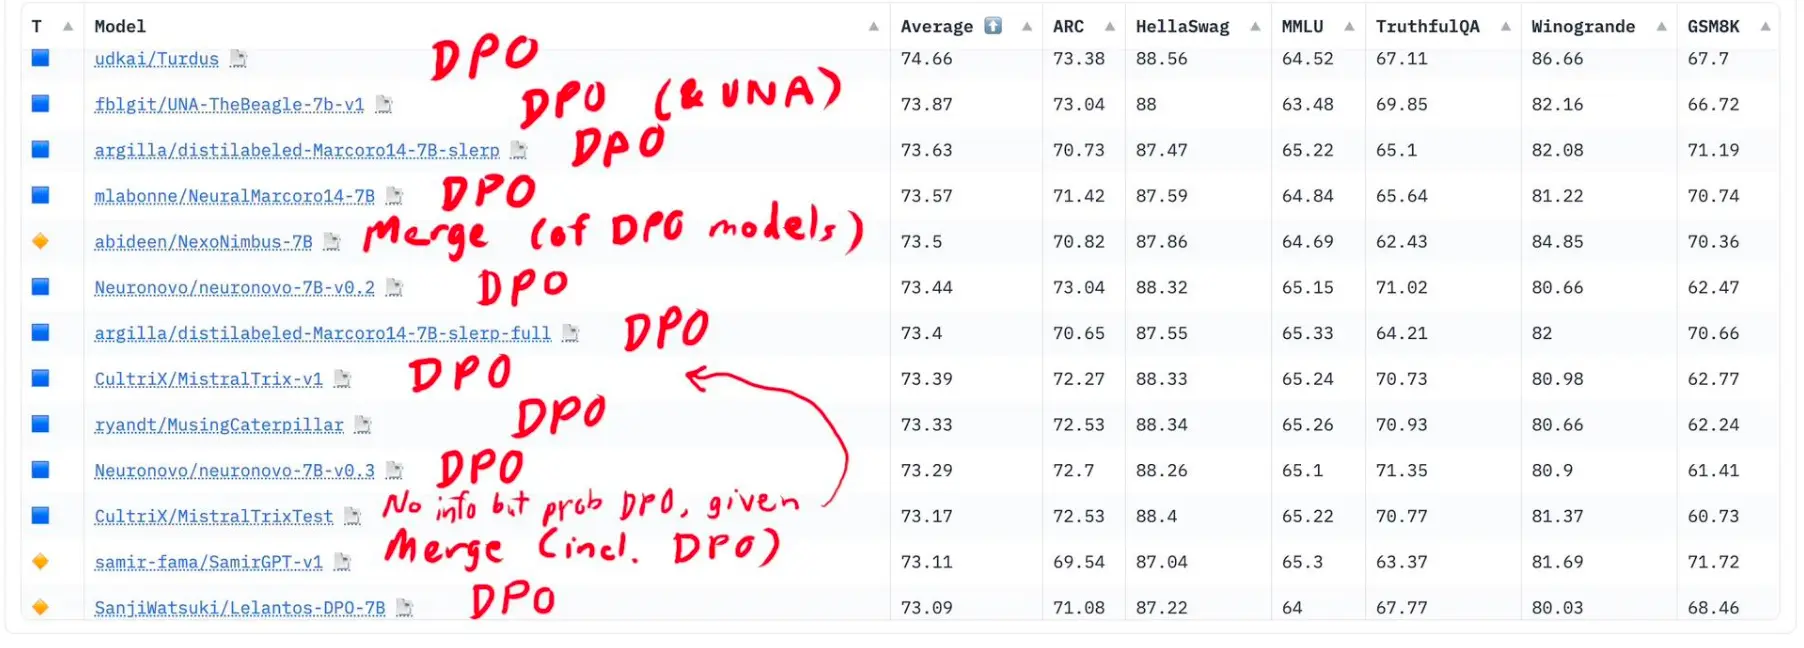 T Model Average ⬆ ARC HellaSwag MMLU TruthfulQA Winogrande GSM8K
udkai/Turdus DPO 74.66 73.38 88.56 64.52 67.11 86.66 67.7
fblgit/UNA-TheBeagle-7b-v1 DPO (& UNA) 73.87 73.04 88 63.48 69.85 82.16 66.72
argilla/distilabeled-Marcoro14-7B-slerp DPO 73.63 70.73 87.47 65.22 65.1 82.08 71.19
mlabonne/NeuralMarcoro14-7B DPO 73.57 71.42 87.59 64.84 65.64 81.22 70.74
abideen/NexoNimbus-7B Merge (of DPO models) 73.5 70.82 87.86 64.69 62.43 84.85 70.36
Neuronovo/neuronovo-7B-v0.2 DPO 73.44 73.04 88.32 65.15 71.02 80.66 62.47
argilla/distilabeled-Marcoro14-7B-slerp-full DPO 73.4 70.65 87.55 65.33 64.21 82 70.66
CultriX/MistralTrix-v1 DPO 73.39 72.27 88.33 65.24 70.73 80.98 62.77
ryandt/MusingCaterpillar DPO 73.33 72.53 88.34 65.26 70.93 80.66 62.24
Neuronovo/neuronovo-7B-v0.3 DPO 73.29 72.7 88.26 65.1 71.35 80.9 61.41
CultriX/MistralTrixTest No info but prob DPO, given 73.17 72.53 88.4 65.22 70.77 81.37 60.73
samir-fama/SamirGPT-v1 Merge (incl. DPO) 73.11 69.54 87.04 65.3 63.37 81.69 71.72
SanjiWatsuki/Lelantos-DPO-7B DPO 73.09 71.08 87.22 64 67.77 80.03 68.46